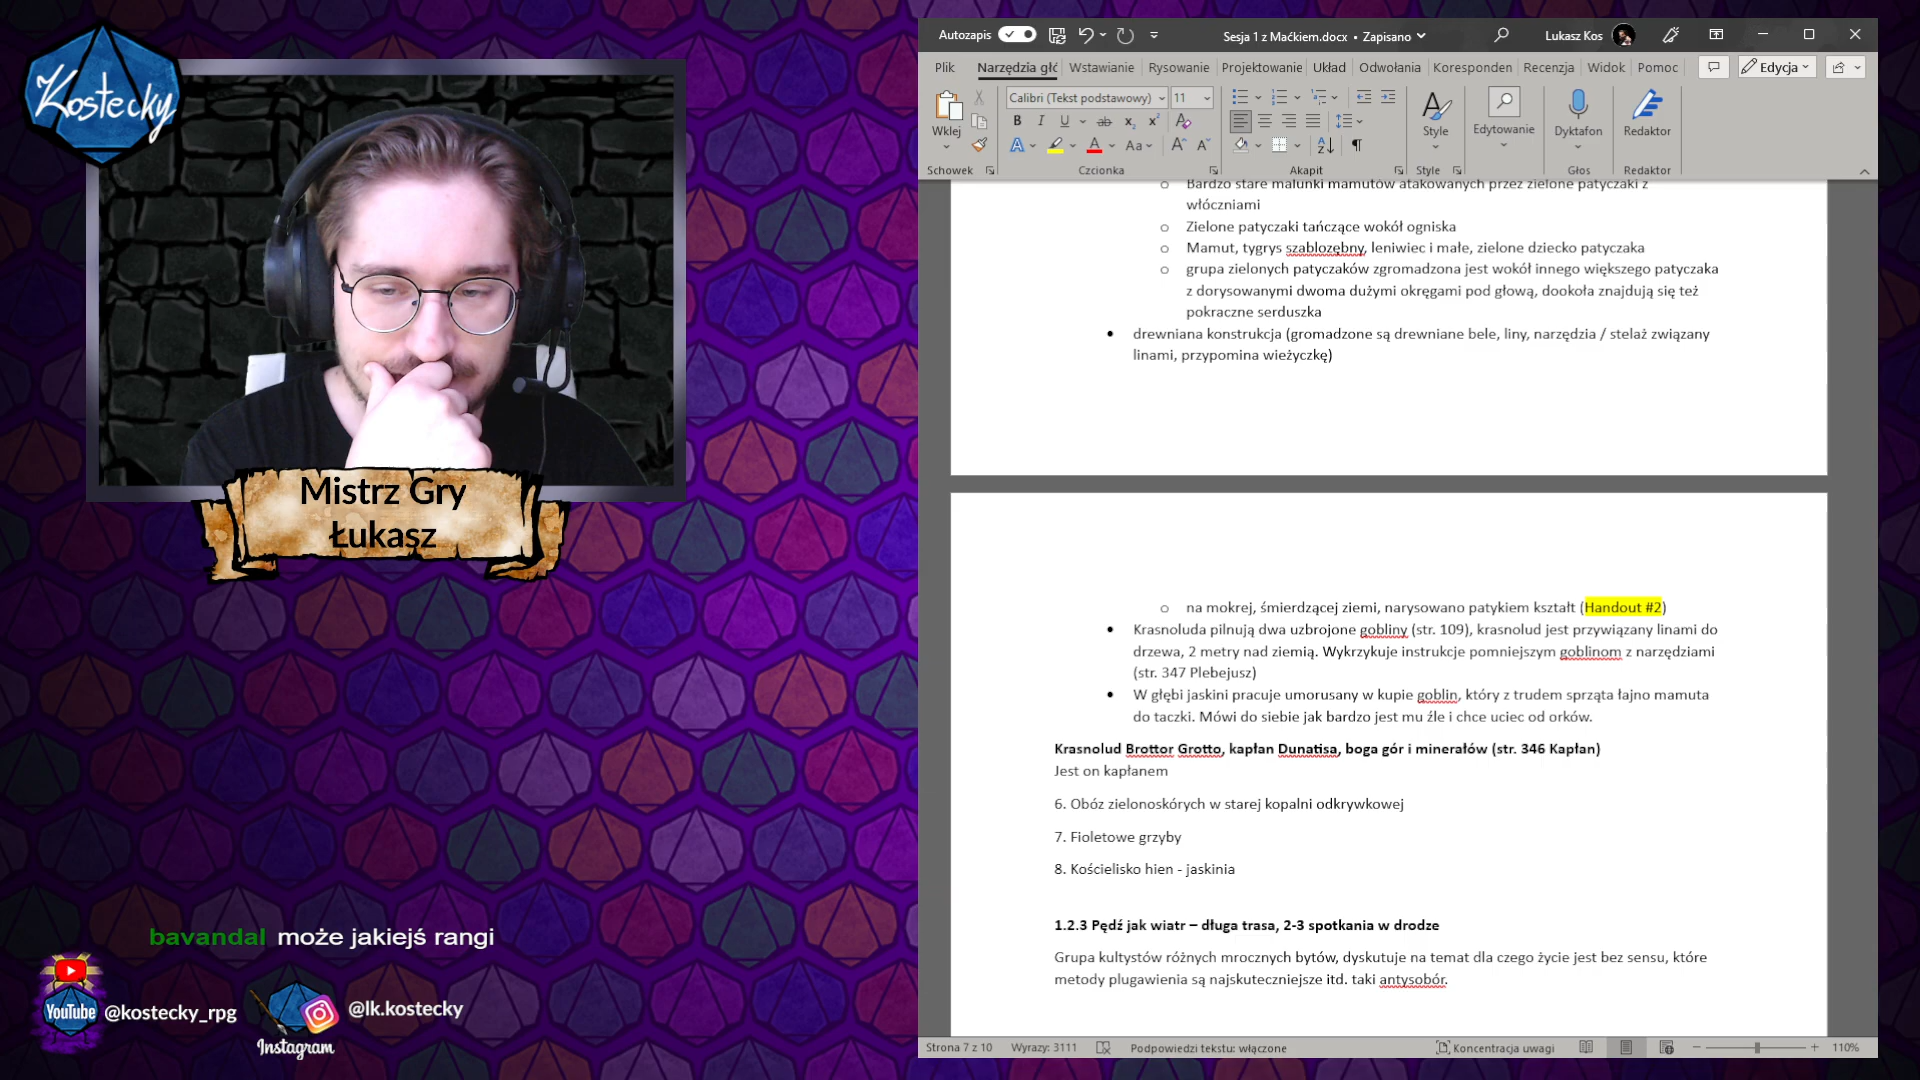 Kostecky
Mistrz Gry
Łukasz
bavandal może jakiejś rangi
YouTube @kostecky_rpg
@lk.kostecky
Instagram
Autozapis
Sesja 1 z Maćkiem.docx • Zapisano
Lukasz Kos
Plik Narzędzia głó Wstawianie Rysowanie Projektowanie Układ Odwołania Koresponden Recenzja Widok Pomoc Edycja
Calibri (Tekst podstawowy) 11
Wklej
Style Edytowanie Dyktafon Redaktor
Schowek Czcionka Akapit Style Głos Redaktor
o Bardzo stare malunki mamutów atakowanych przez zielone patyczaki z
włóczniami
o Zielone patyczaki tańczące wokół ogniska
o Mamut, tygrys szablozębny, leniwiec i małe, zielone dziecko patyczaka
o grupa zielonych patyczaków zgromadzona jest wokół innego większego patyczaka
z dorysowanymi dwoma dużymi okręgami pod głową, dookoła znajdują się też
pokraczne serduszka
• drewniana konstrukcja (gromadzone są drewniane bele, liny, narzędzia / stelaż związany
linami, przypomina wieżyczkę)
o na mokrej, śmierdzącej ziemi, narysowano patykiem kształt (Handout #2)
• Krasnoluda pilnują dwa uzbrojone gobliny (str. 109), krasnolud jest przywiązany linami do
drzewa, 2 metry nad ziemią. Wykrzykuje instrukcje pomniejszym goblinom z narzędziami
(str. 347 Plebejusz)
• W głębi jaskini pracuje umorusany w kupie goblin, który z trudem sprząta łajno mamuta
do taczki. Mówi do siebie jak bardzo jest mu źle i chce uciec od orków.
Krasnolud Brottor Grotto, kapłan Dunatisa, boga gór i minerałów (str. 346 Kapłan)
Jest on kapłanem
6. Obóz zielonoskórych w starej kopalni odkrywkowej
7. Fioletowe grzyby
8. Kościelisko hien - jaskinia
1.2.3 Pędź jak wiatr – długa trasa, 2-3 spotkania w drodze
Grupa kultystów różnych mrocznych bytów, dyskutuje na temat dla czego życie jest bez sensu, które
metody plugawienia są najskuteczniejsze itd. taki antysobór.
Strona 7 z 10 Wyrazy: 3111 Podpowiedzi tekstu: włączone Koncentracja uwagi 110%